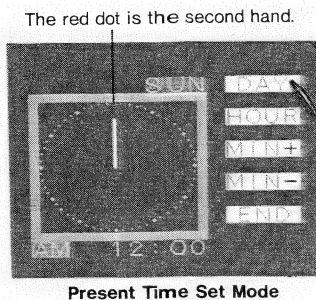 The red dot is the second hand.
SUN
DAY
HOUR
MIN+
MIN-
END
AM 12:00
Present Time Set Mode